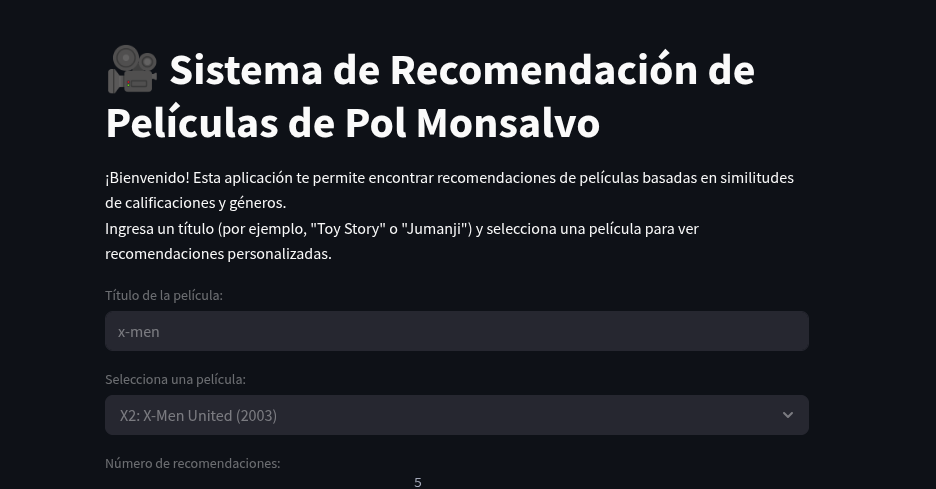 Sistema de Recomendación de
Películas de Pol Monsalvo
¡Bienvenido! Esta aplicación te permite encontrar recomendaciones de películas basadas en similitudes
de calificaciones y géneros.
Ingresa un título (por ejemplo, "Toy Story" o "Jumanji") y selecciona una película para ver
recomendaciones personalizadas.
Título de la película:
x-men
Selecciona una película:
X2: X-Men United (2003)
Número de recomendaciones:
5